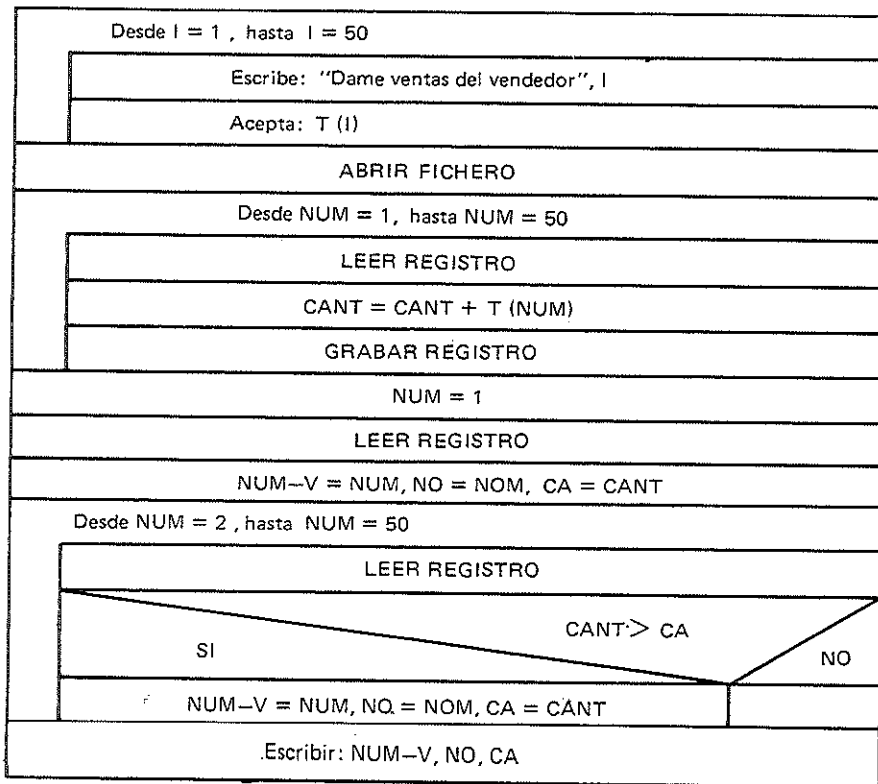 Desde I = 1 , hasta I = 50
Escribe: "Dame ventas del vendedor", I
Acepta: T (I)
ABRIR FICHERO
Desde NUM = 1, hasta NUM = 50
LEER REGISTRO
CANT = CANT + T (NUM)
GRABAR REGISTRO
NUM = 1
LEER REGISTRO
NUM–V = NUM, NO = NOM, CA = CANT
Desde NUM = 2 , hasta NUM = 50
LEER REGISTRO
CANT > CA
SI
NO
NUM–V = NUM, NO = NOM, CA = CANT
Escribir: NUM–V, NO, CA